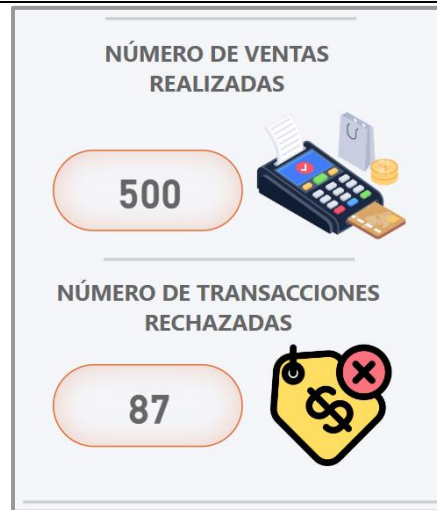 NÚMERO DE VENTAS
REALIZADAS
500
NÚMERO DE TRANSACCIONES
RECHAZADAS
87